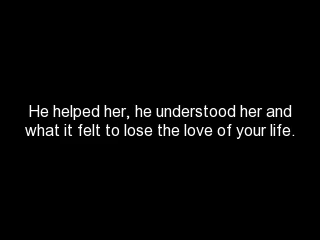 He helped her, he understood her and
what it felt to lose the love of your life.